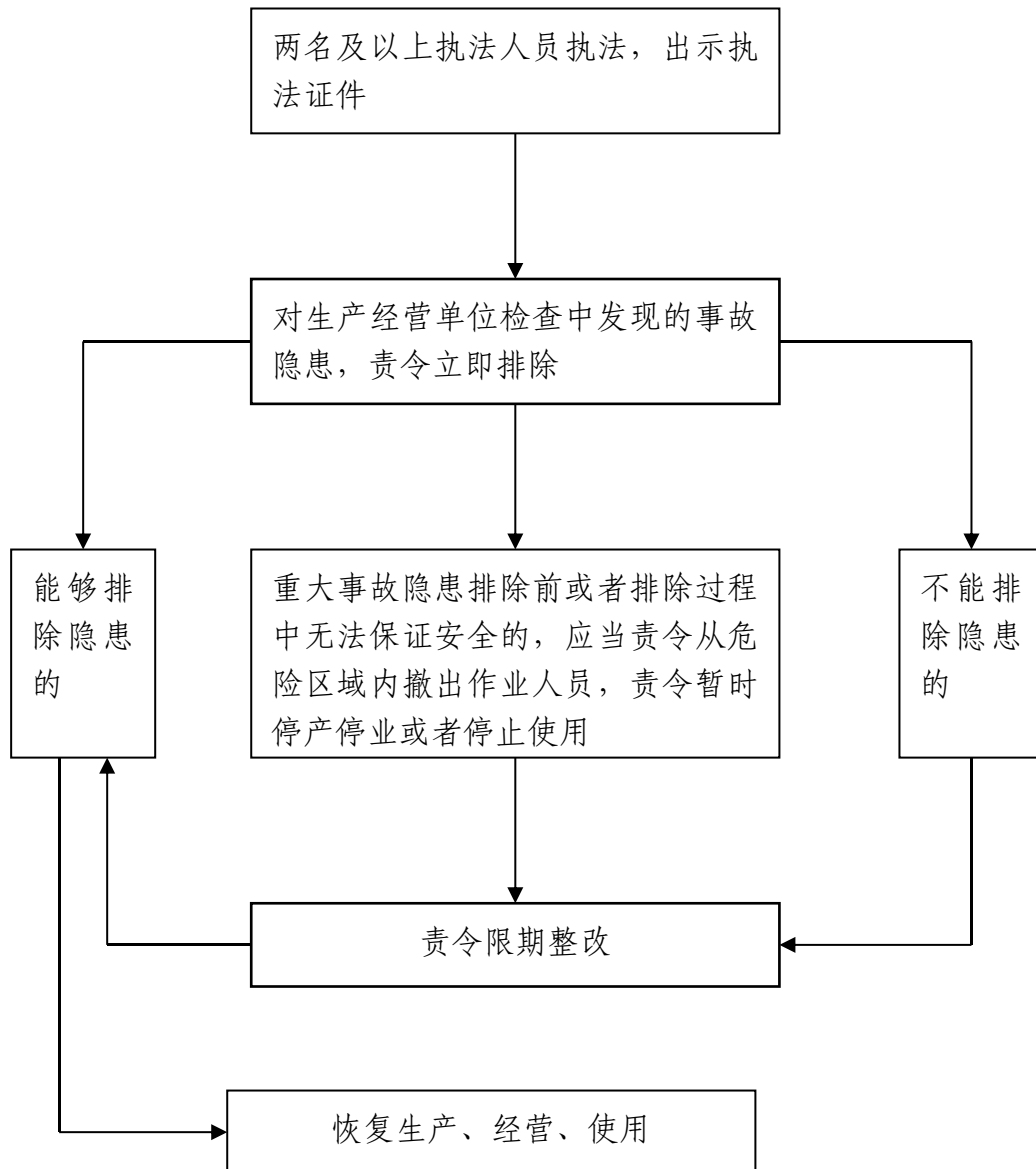 两名及以上执法人员执法，出示执
法证件
对生产经营单位检查中发现的事故
隐患，责令立即排除
能够排
除隐患
的
重大事故隐患排除前或者排除过程
中无法保证安全的，应当责令从危
险区域内撤出作业人员，责令暂时
停产停业或者停止使用
不能排
除隐患
的
责令限期整改
恢复生产、经营、使用